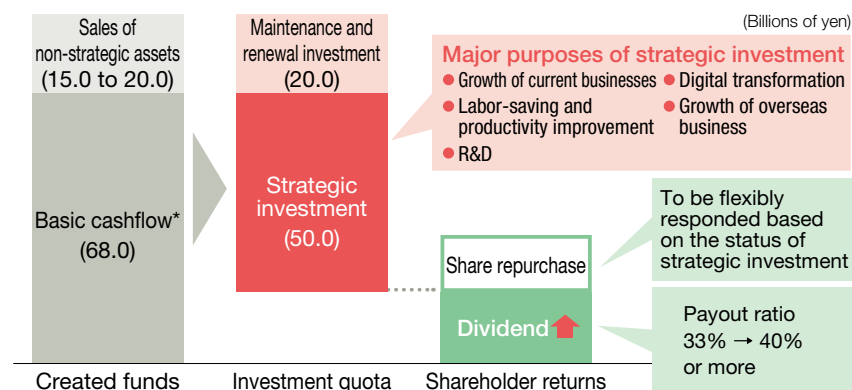 (Billions of yen)
Sales of
non-strategic assets
(15.0 to 20.0)
Basic cashflow*
(68.0)
Created funds
Maintenance and
renewal investment
(20.0)
Strategic
investment
(50.0)
Investment quota
Major purposes of strategic investment
● Growth of current businesses
● Labor-saving and
productivity improvement
● R&D
● Digital transformation
● Growth of overseas
business
Share repurchase
Dividend
Shareholder returns
To be flexibly
responded based
on the status of
strategic investment
Payout ratio
33% → 40%
or more